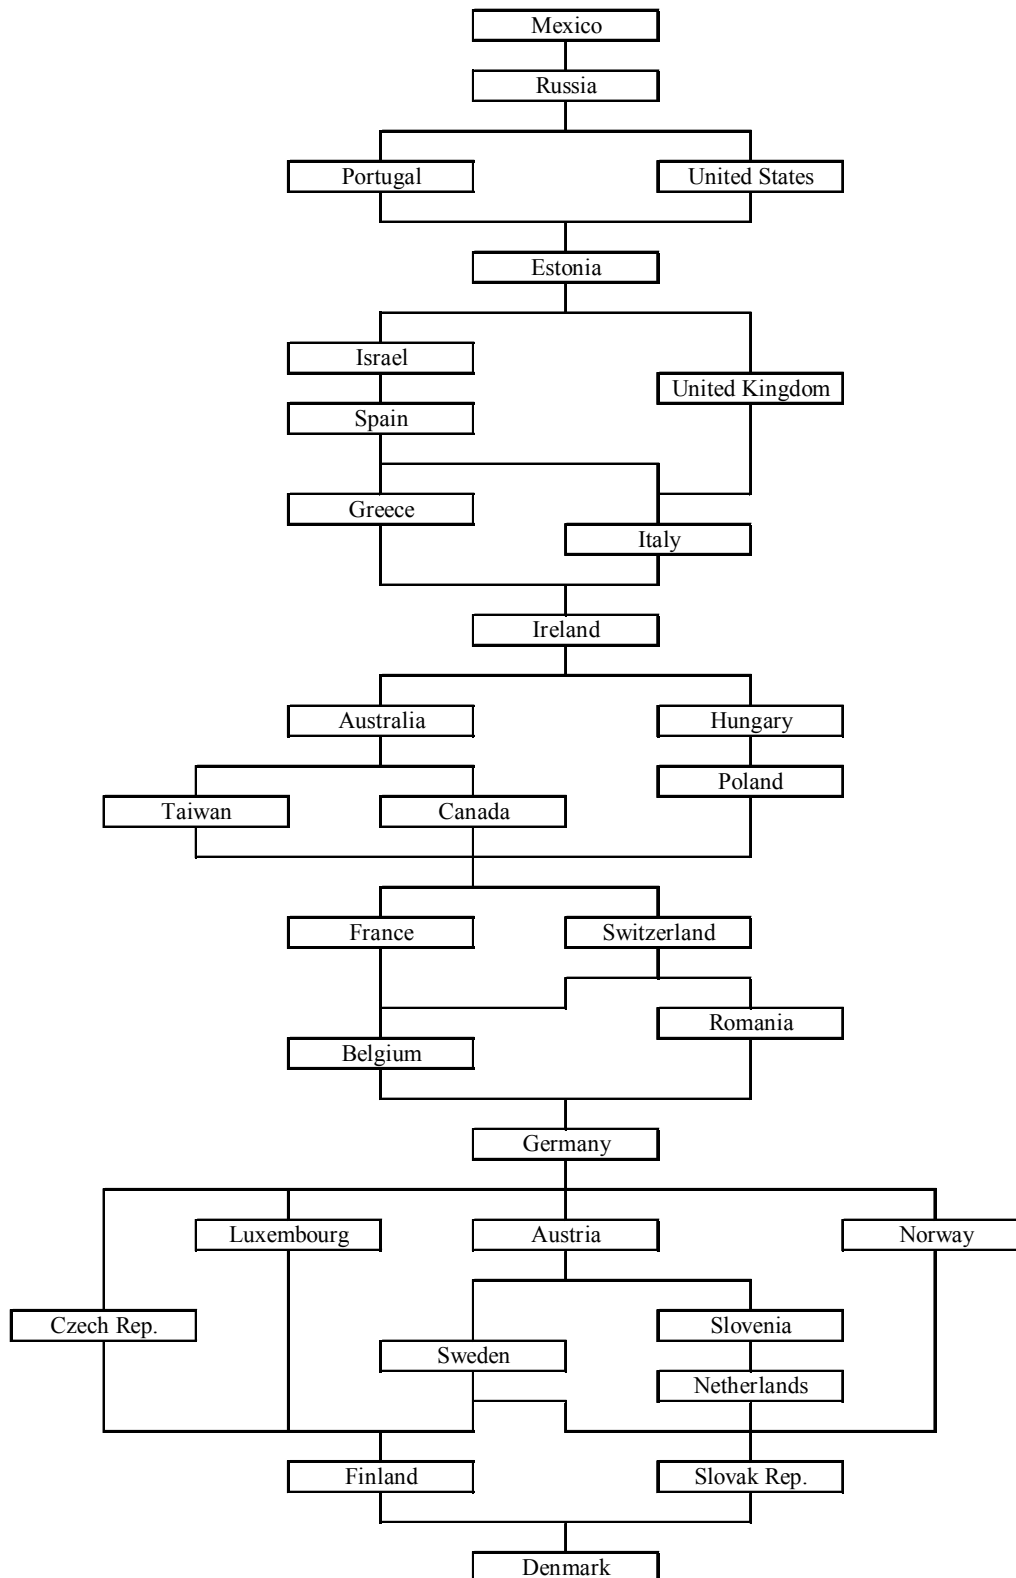 Mexico
Russia
Portugal
United States
Estonia
Israel
United Kingdom
Spain
Greece
Italy
Ireland
Australia
Hungary
Poland
Taiwan
Canada
France
Switzerland
Romania
Belgium
Germany
Luxembourg
Austria
Norway
Czech Rep.
Slovenia
Sweden
Netherlands
Finland
Slovak Rep.
Denmark